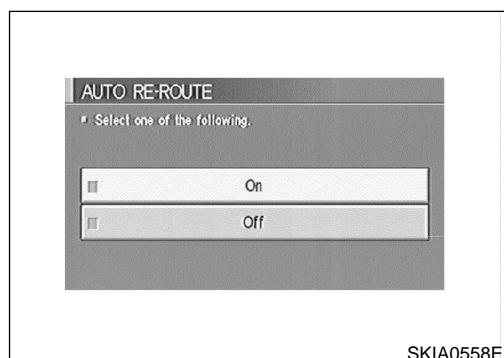 AUTO RE-ROUTE
Select one of the following.
On
Off
SKIA0558E